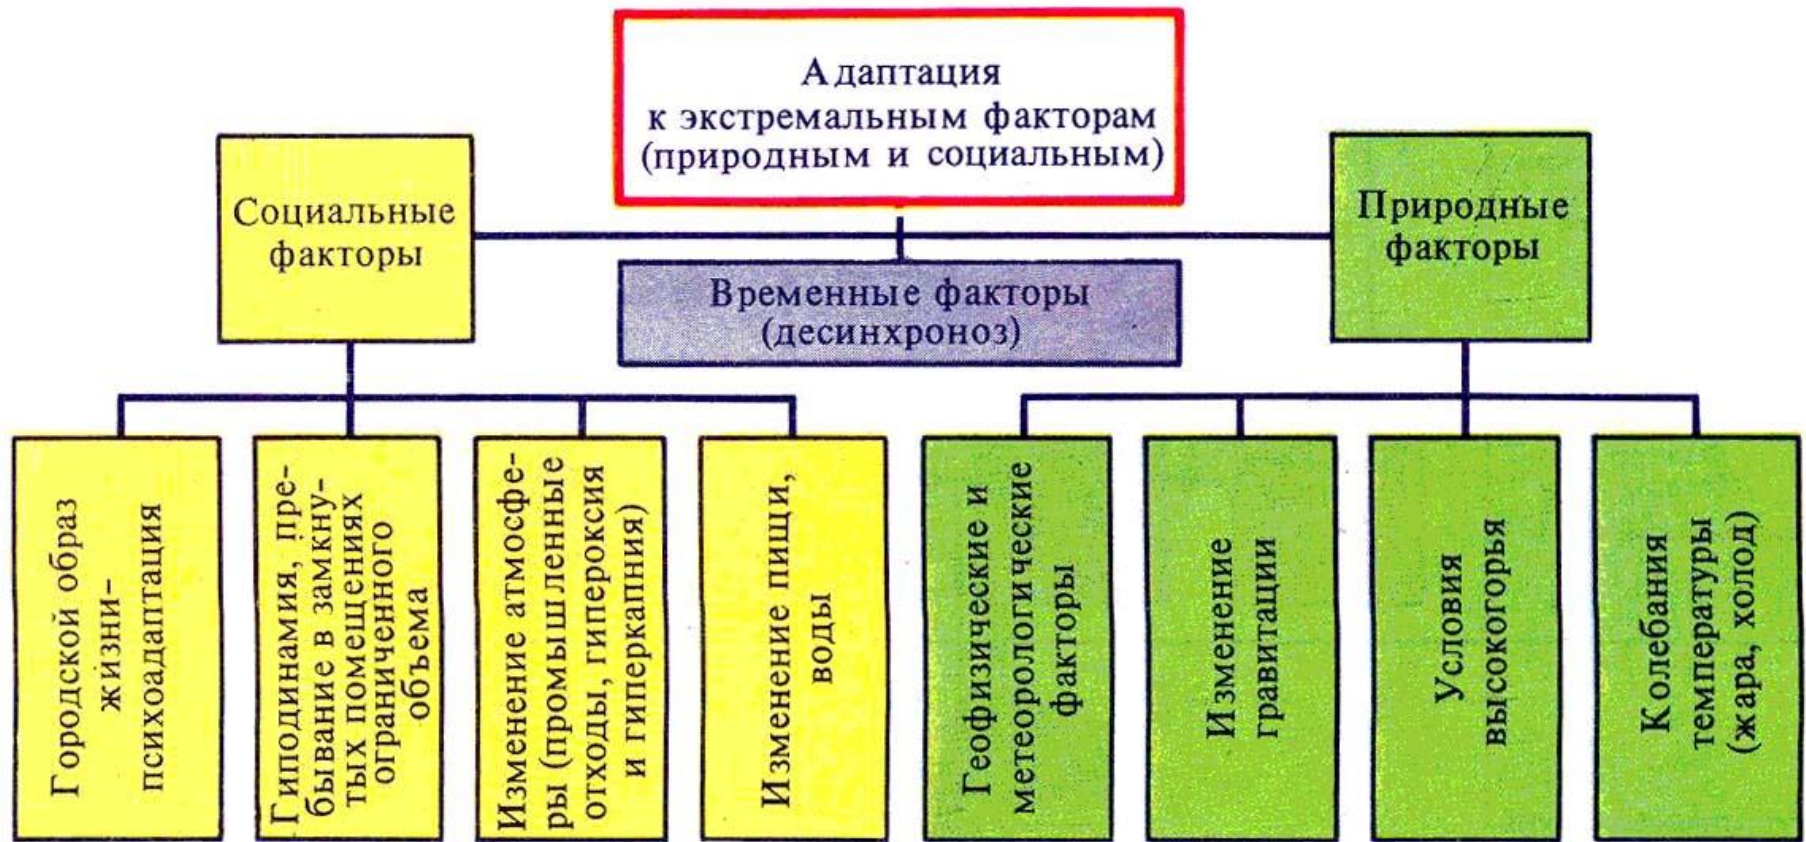 Адаптация
к экстремальным факторам
(природным и социальным)
Социальные
факторы
Природные
факторы
Временные факторы
(десинхроноз)
Городской образ
жизни–
психоадаптация
Гиподинамия, пре-
бывание в замкну-
тых помещениях
ограниченного
объема
Изменение атмосфе-
ры (промышленные
отходы, гипероксия
и гиперкапния)
Изменение пищи,
воды
Геофизические и
метеорологические
факторы
Изменение
гравитации
Условия
высокогорья
Колебания
температуры
(жара, холод)